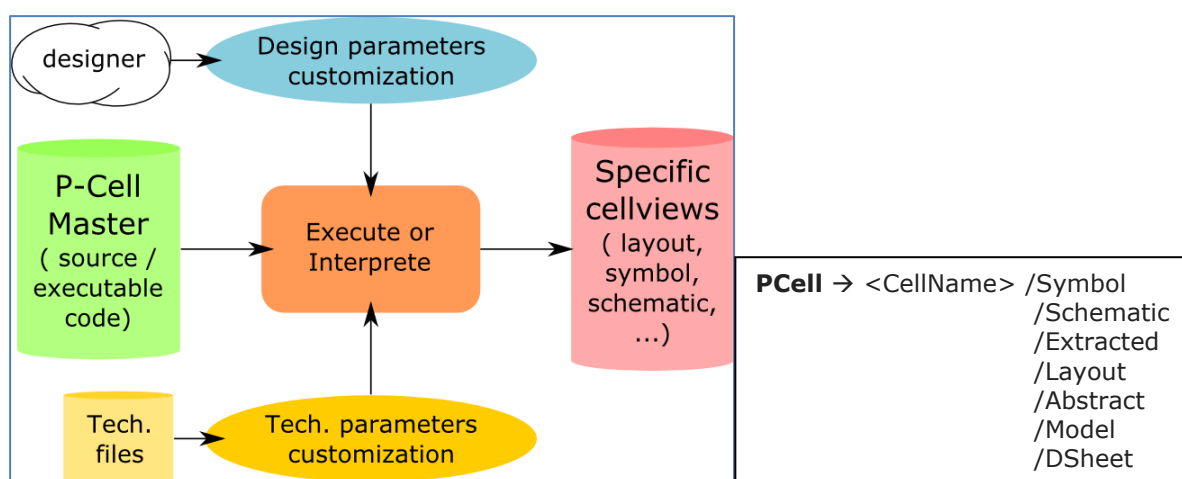 designer
Design parameters
customization
P-Cell
Master
( source /
executable
code)
Execute or
Interprete
Specific
cellviews
( layout,
symbol,
schematic,
...)
Tech.
files
Tech. parameters
customization
PCell → <CellName> /Symbol
/Schematic
/Extracted
/Layout
/Abstract
/Model
/DSheet